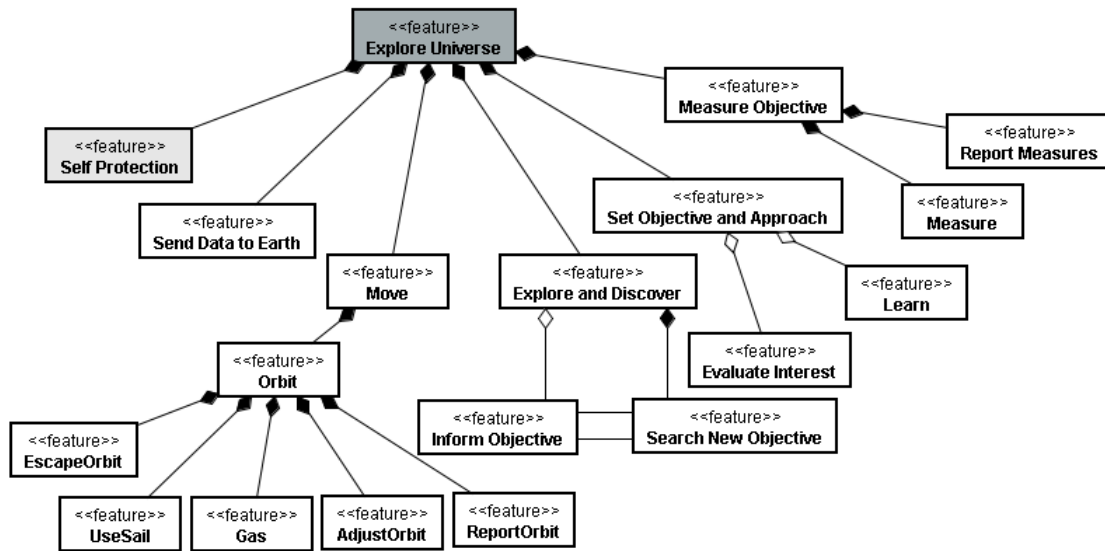 <<feature>>
Explore Universe
<<feature>>
Measure Objective
<<feature>>
Report Measures
<<feature>>
Self Protection
<<feature>>
Measure
<<feature>>
Set Objective and Approach
<<feature>>
Send Data to Earth
<<feature>>
Move
<<feature>>
Explore and Discover
<<feature>>
Learn
<<feature>>
Evaluate Interest
<<feature>>
Orbit
<<feature>>
Inform Objective
<<feature>>
Search New Objective
<<feature>>
EscapeOrbit
<<feature>>
UseSail
<<feature>>
Gas
<<feature>>
AdjustOrbit
<<feature>>
ReportOrbit